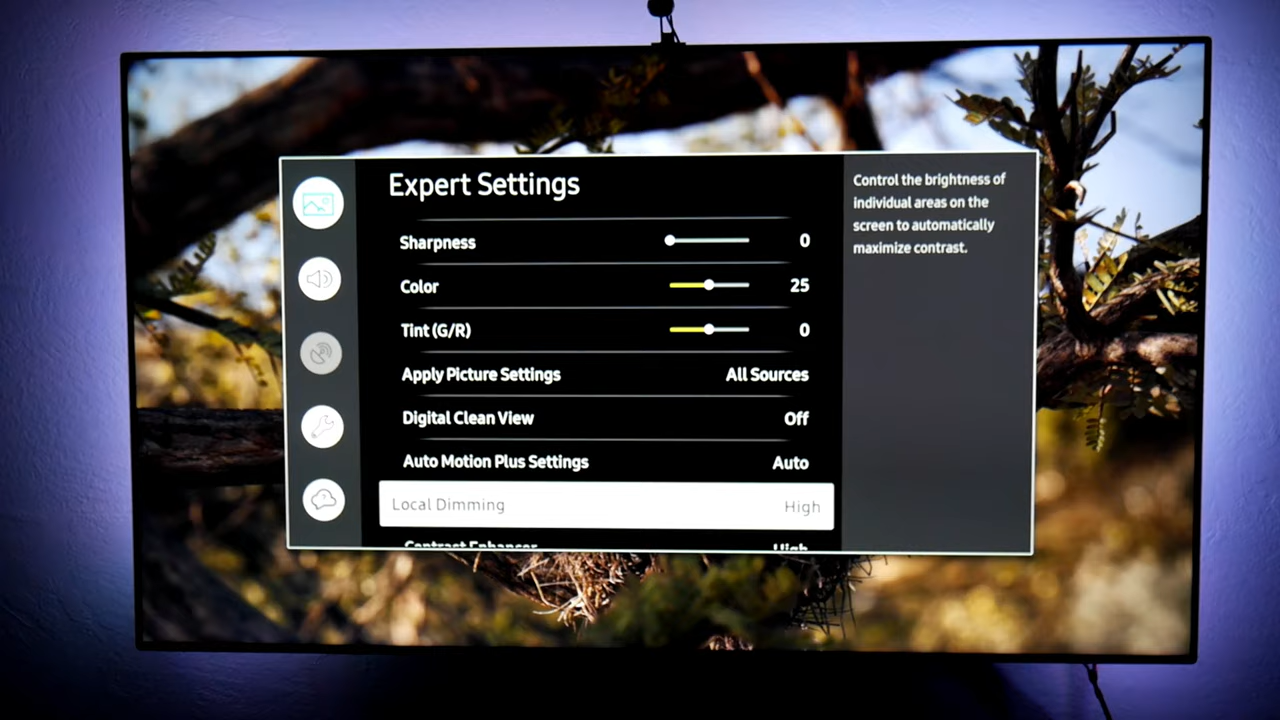 Expert Settings
Sharpness 0
Color 25
Tint (G/R) 0
Apply Picture Settings All Sources
Digital Clean View Off
Auto Motion Plus Settings Auto
Local Dimming High
Contrast Enhancer High
Control the brightness of
individual areas on the
screen to automatically
maximize contrast.